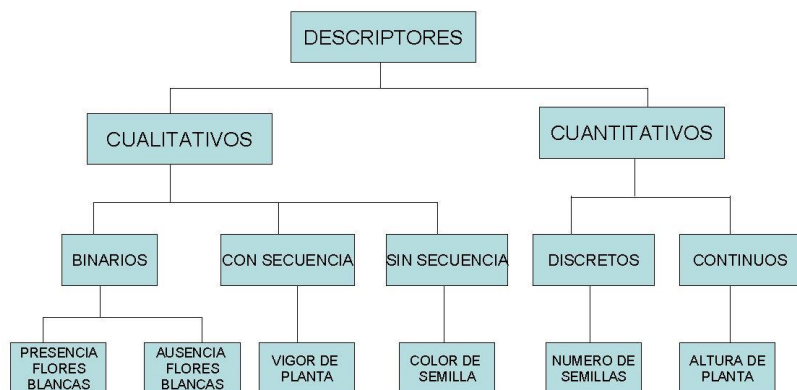 DESCRIPTORES
CUALITATIVOS
CUANTITATIVOS
BINARIOS
CON SECUENCIA
SIN SECUENCIA
DISCRETOS
CONTINUOS
PRESENCIA
FLORES
BLANCAS
AUSENCIA
FLORES
BLANCAS
VIGOR DE
PLANTA
COLOR DE
SEMILLA
NUMERO DE
SEMILLAS
ALTURA DE
PLANTA